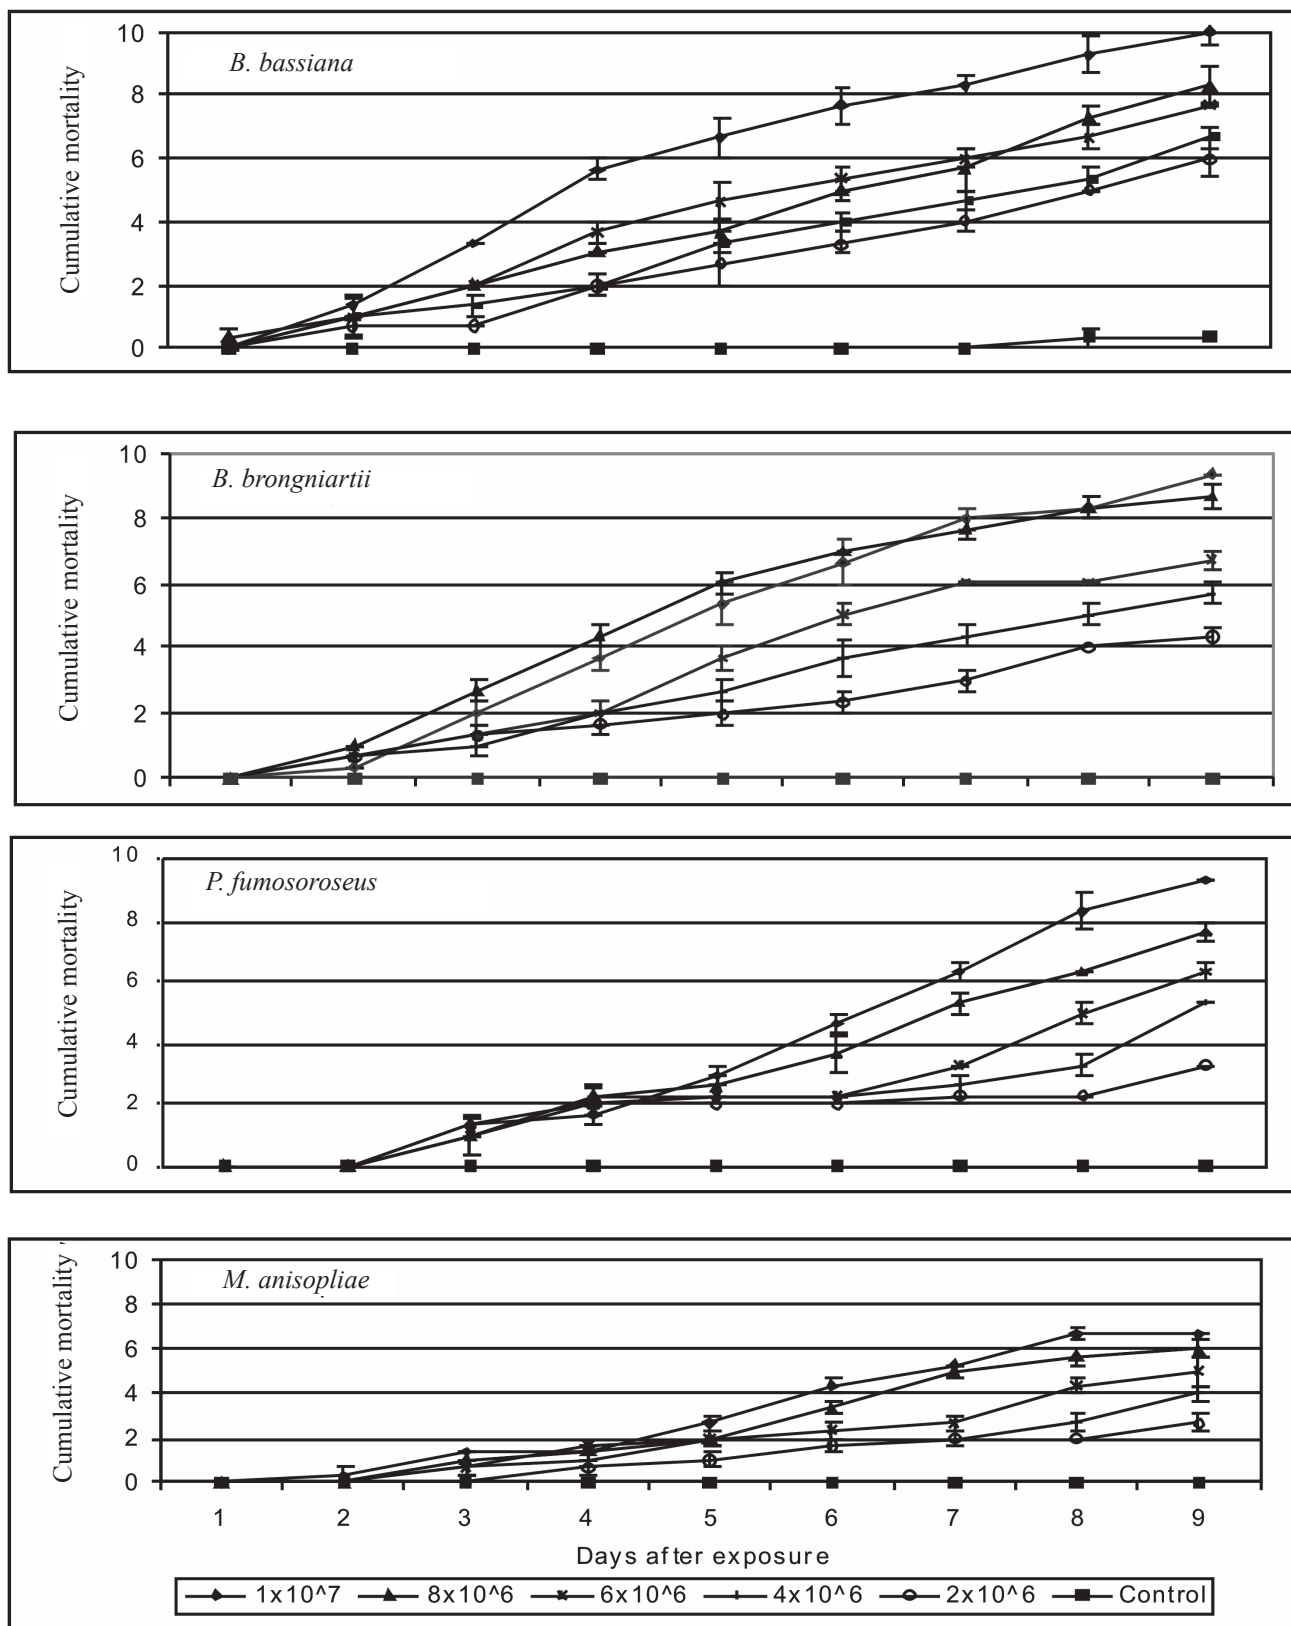 B. bassiana
Cumulative mortality
10
8
6
4
2
0
B. brongniartii
Cumulative mortality
10
8
6
4
2
0
P. fumosoroseus
Cumulative mortality
10
8
6
4
2
0
M. anisopliae
Cumulative mortality
10
8
6
4
2
0
1 2 3 4 5 6 7 8 9
Days after exposure
1x10^7 8x10^6 6x10^6 4x10^6 2x10^6 Control